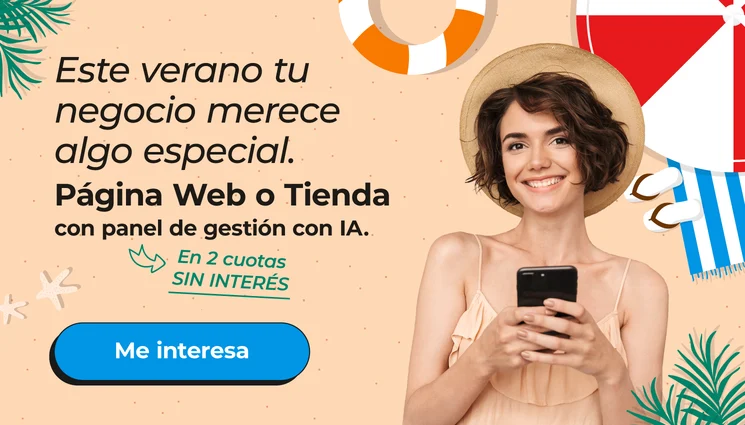 Este verano tu
negocio merece
algo especial.
Página Web o Tienda
con panel de gestión con IA.
En 2 cuotas
SIN INTERÉS
Me interesa